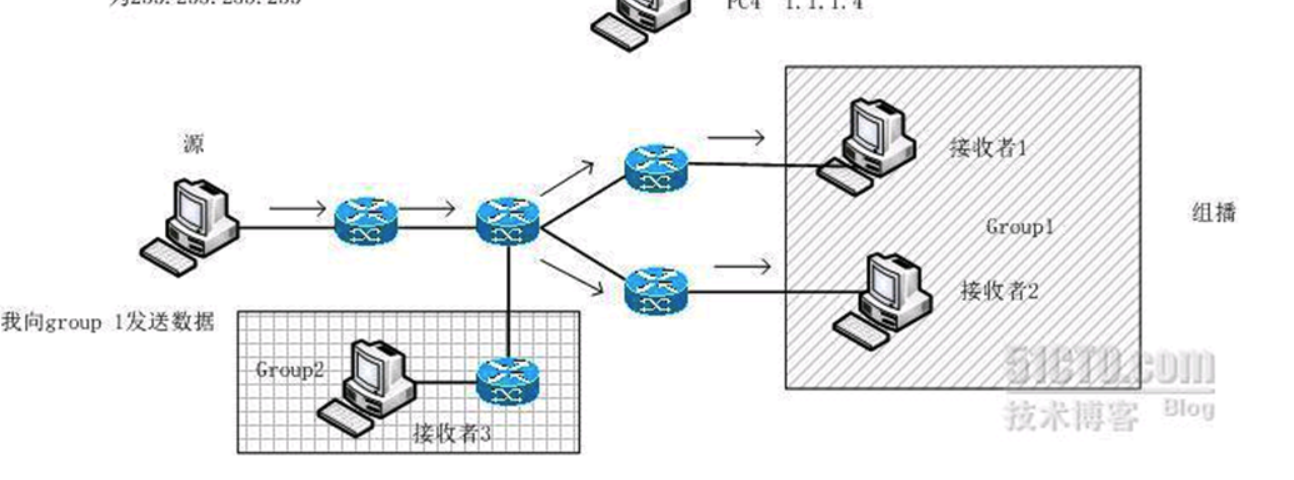 为255.255.255.255
PC4 1.1.1.4
源
接收者1
组播
Group1
接收者2
我向group 1发送数据
Group2
接收者3
51CTO.com
技术博客 Blog